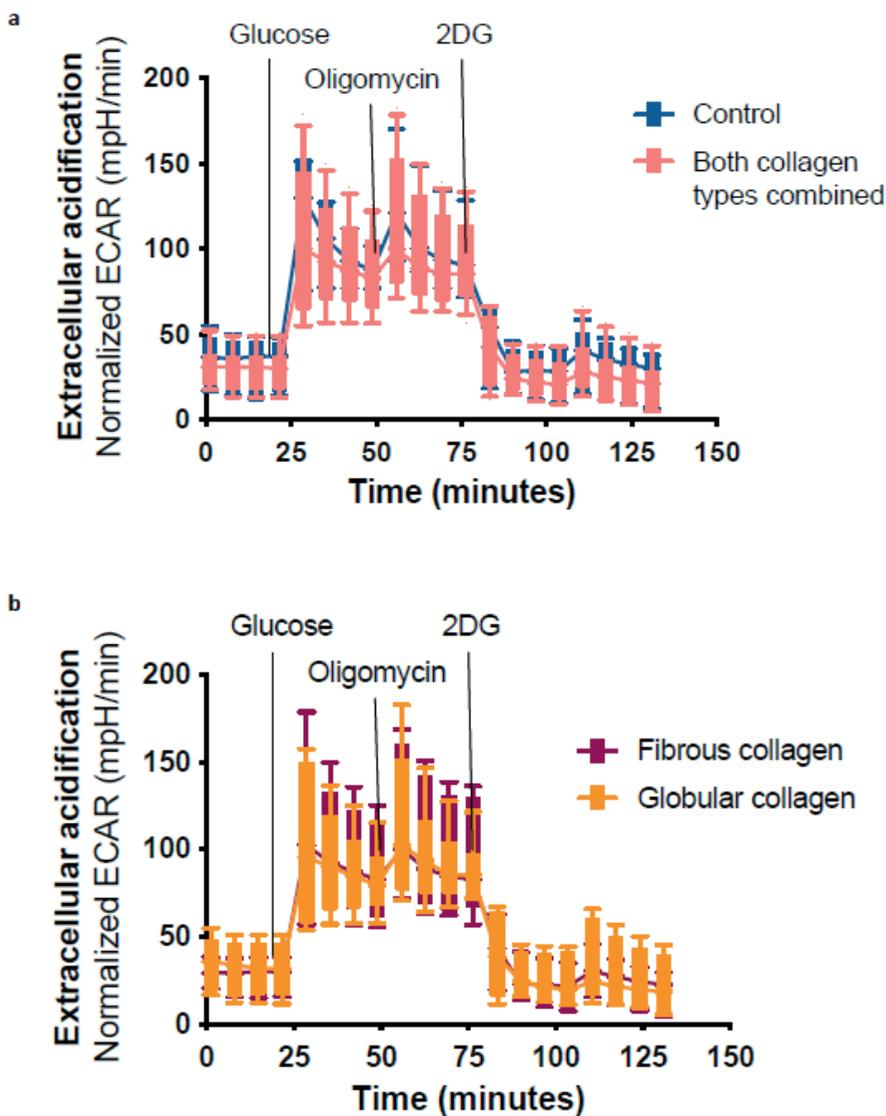 a
Glucose
2DG
Oligomycin
Extracellular acidification
Normalized ECAR (mpH/min)
200
150
100
50
0
0 25 50 75 100 125 150
Time (minutes)
Control
Both collagen
types combined
b
Glucose
2DG
Oligomycin
Extracellular acidification
Normalized ECAR (mpH/min)
200
150
100
50
0
0 25 50 75 100 125 150
Time (minutes)
Fibrous collagen
Globular collagen